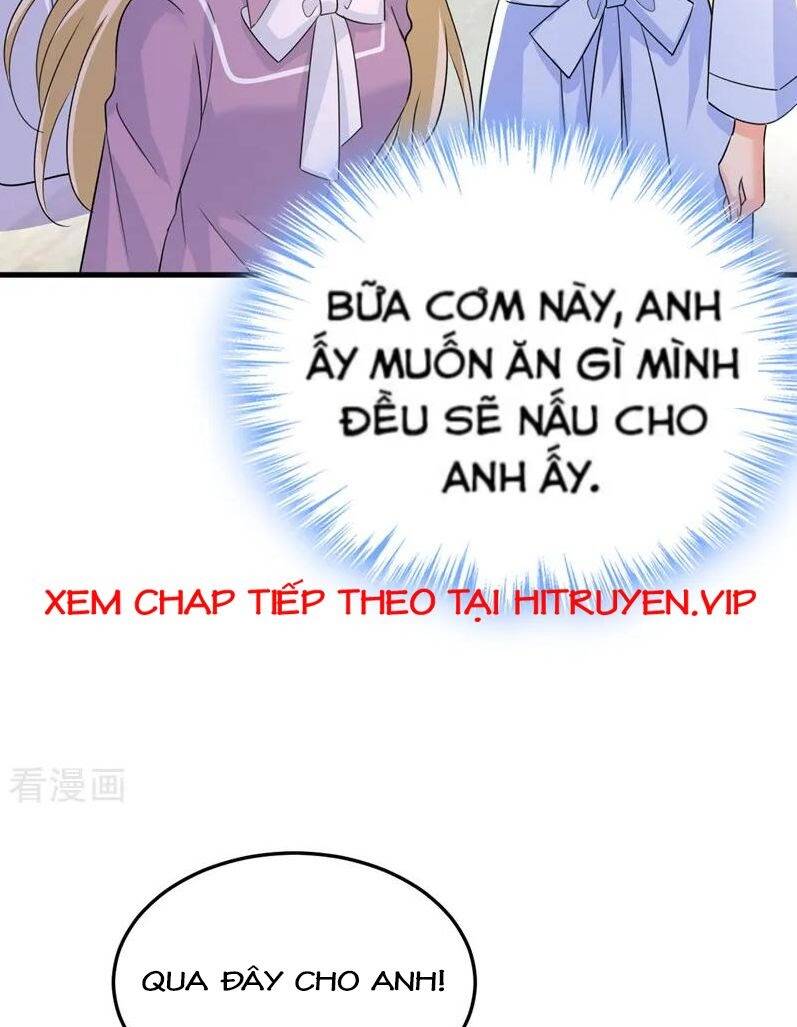 BỮA CƠM NÀY, ANH
ẤY MUỐN ĂN GÌ MÌNH
ĐỀU SẼ NẤU CHO
ANH ẤY.
XEM CHAP TIẾP THEO TẠI HITRUYEN.VIP
看漫画
QUA ĐÂY CHO ANH!